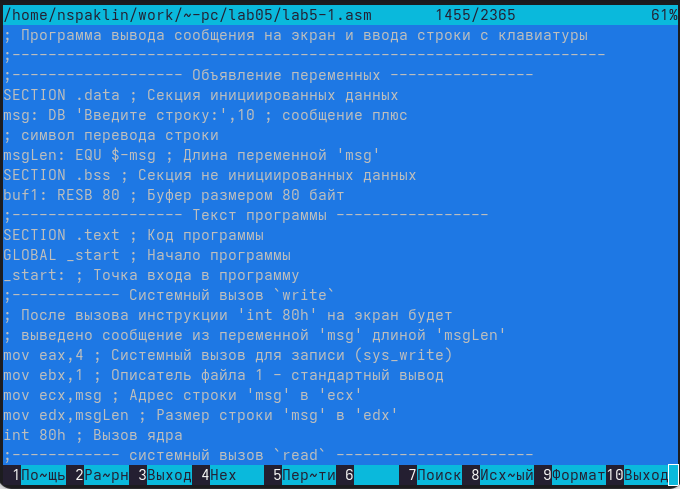 /home/nspaklin/work/~-pc/lab05/lab5-1.asm 1455/2365 61%
; Программа вывода сообщения на экран и ввода строки с клавиатуры
;------------------------------------------------------------------
;------------------- Объявление переменных ----------------
SECTION .data ; Секция инициированных данных
msg: DB 'Введите строку:',10 ; сообщение плюс
; символ перевода строки
msgLen: EQU $-msg ; Длина переменной 'msg'
SECTION .bss ; Секция не инициированных данных
buf1: RESB 80 ; Буфер размером 80 байт
;------------------- Текст программы -----------------
SECTION .text ; Код программы
GLOBAL _start ; Начало программы
_start: ; Точка входа в программу
;------------ Cистемный вызов `write`
; После вызова инструкции 'int 80h' на экран будет
; выведено сообщение из переменной 'msg' длиной 'msgLen'
mov eax,4 ; Системный вызов для записи (sys_write)
mov ebx,1 ; Описатель файла 1 - стандартный вывод
mov ecx,msg ; Адрес строки 'msg' в 'ecx'
mov edx,msgLen ; Размер строки 'msg' в 'edx'
int 80h ; Вызов ядра
;------------ системный вызов `read` ----------------------
1По~щь 2Ра~рн 3Выход 4Hex 5Пер~ти 6 7Поиск 8Исх~ый 9Формат 10Выход